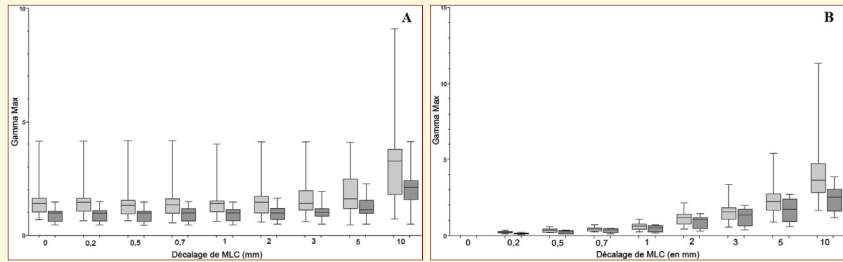 A
10
5
0
Gamma Max
0 0,2 0,5 0,7 1 2 3 5 10
Décalage de MLC (mm)
B
15
10
5
0
Gamma Max
0 0,2 0,5 0,7 1 2 3 5 10
Décalage de MLC (en mm)